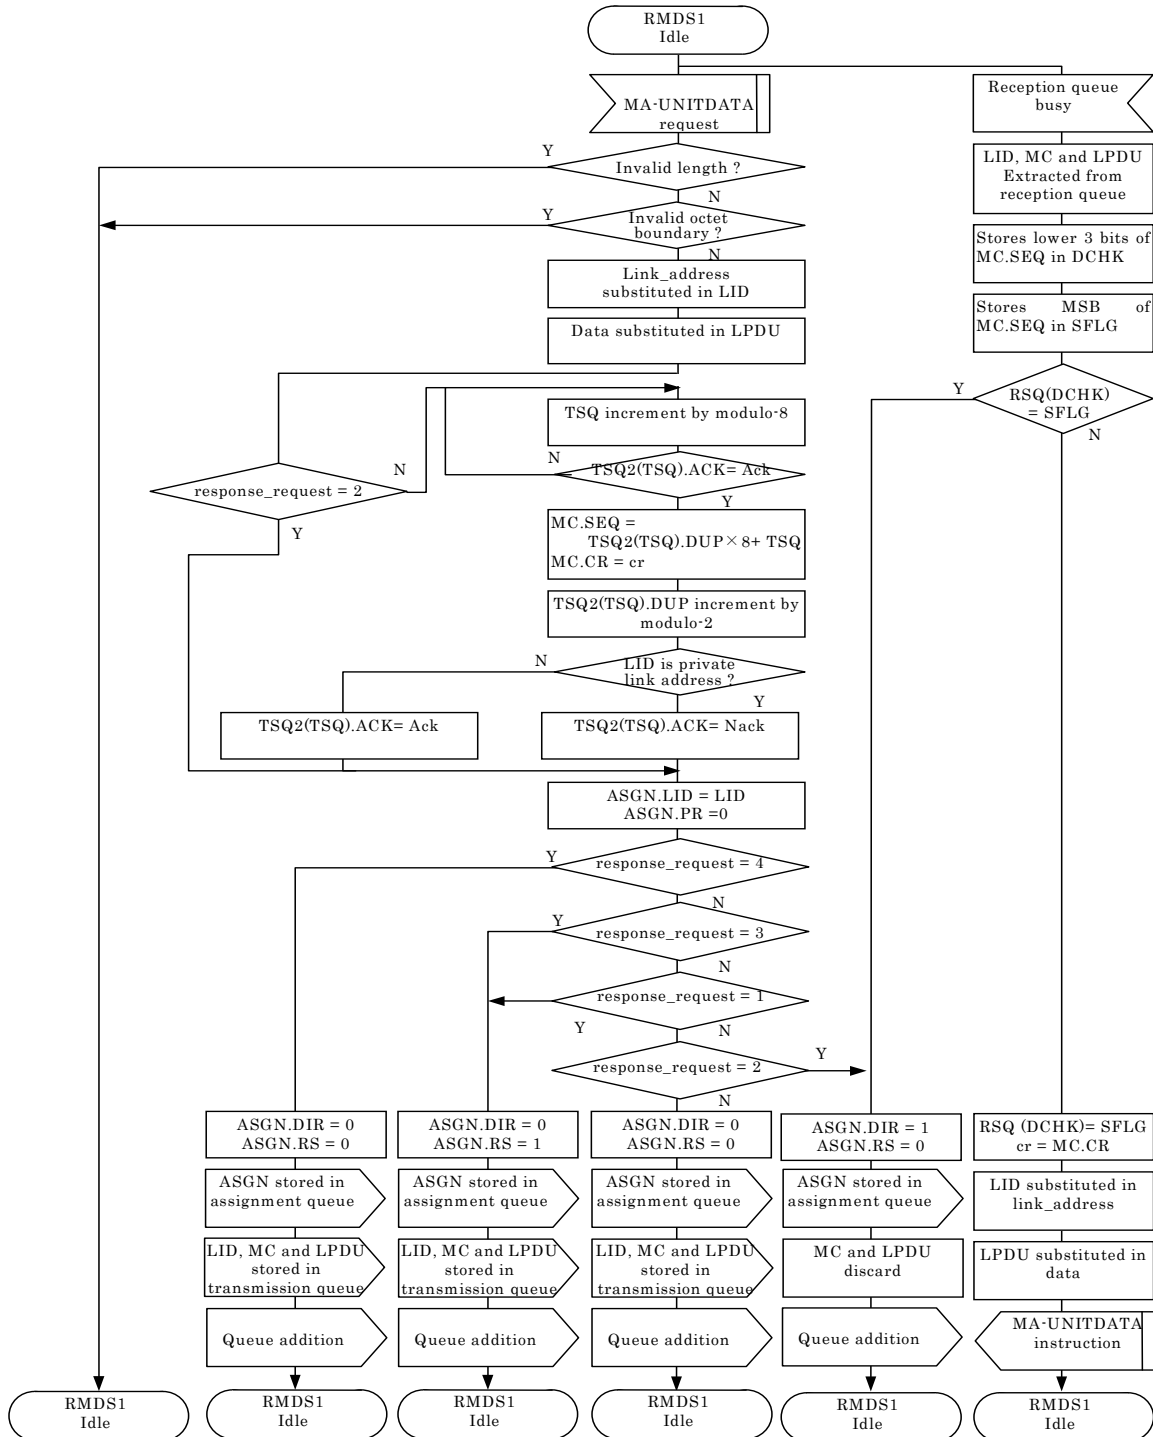 RMDS1
Idle
MA-UNITDATA
request
Reception queue
busy
Y
Invalid length ?
N
LID, MC and LPDU
Extracted from
reception queue
Y
Invalid octet
boundary ?
N
Stores lower 3 bits of
MC.SEQ in DCHK
Link_address
substituted in LID
Stores MSB of
MC.SEQ in SFLG
Data substituted in LPDU
Y
RSQ(DCHK)
= SFLG
N
TSQ increment by modulo-8
N
TSQ2(TSQ).ACK= Ack
Y
response_request = 2
N
Y
MC.SEQ =
TSQ2(TSQ).DUP×8+ TSQ
MC.CR = cr
TSQ2(TSQ).DUP increment by
modulo-2
N
LID is private
link address ?
Y
TSQ2(TSQ).ACK= Ack
TSQ2(TSQ).ACK= Nack
ASGN.LID = LID
ASGN.PR =0
Y
response_request = 4
N
Y
response_request = 3
N
response_request = 1
Y
N
response_request = 2
Y
N
ASGN.DIR = 0
ASGN.RS = 0
ASGN.DIR = 0
ASGN.RS = 1
ASGN.DIR = 0
ASGN.RS = 0
ASGN.DIR = 1
ASGN.RS = 0
RSQ (DCHK)= SFLG
cr = MC.CR
ASGN stored in
assignment queue
ASGN stored in
assignment queue
ASGN stored in
assignment queue
ASGN stored in
assignment queue
LID substituted in
link_address
LID, MC and LPDU
stored in
transmission queue
LID, MC and LPDU
stored in
transmission queue
LID, MC and LPDU
stored in
transmission queue
MC and LPDU
discard
LPDU substituted in
data
Queue addition
Queue addition
Queue addition
Queue addition
MA-UNITDATA
instruction
RMDS1
Idle
RMDS1
Idle
RMDS1
Idle
RMDS1
Idle
RMDS1
Idle
RMDS1
Idle